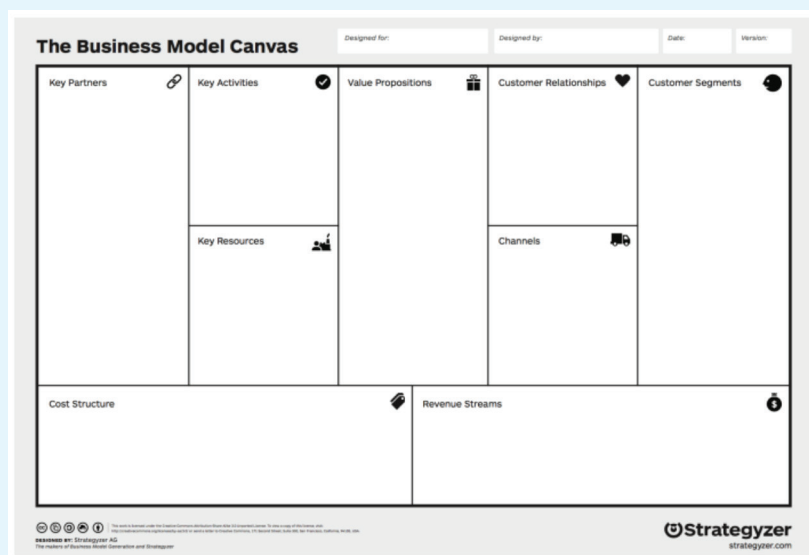 The Business Model Canvas
Designed for:
Designed by:
Date:
Version:
Key Partners
Key Activities
Value Propositions
Customer Relationships
Customer Segments
Key Resources
Channels
Cost Structure
Revenue Streams
DESIGNED BY: Strategyzer AG
The makers of Business Model Generation and Strategyzer
Strategyzer
strategyzer.com